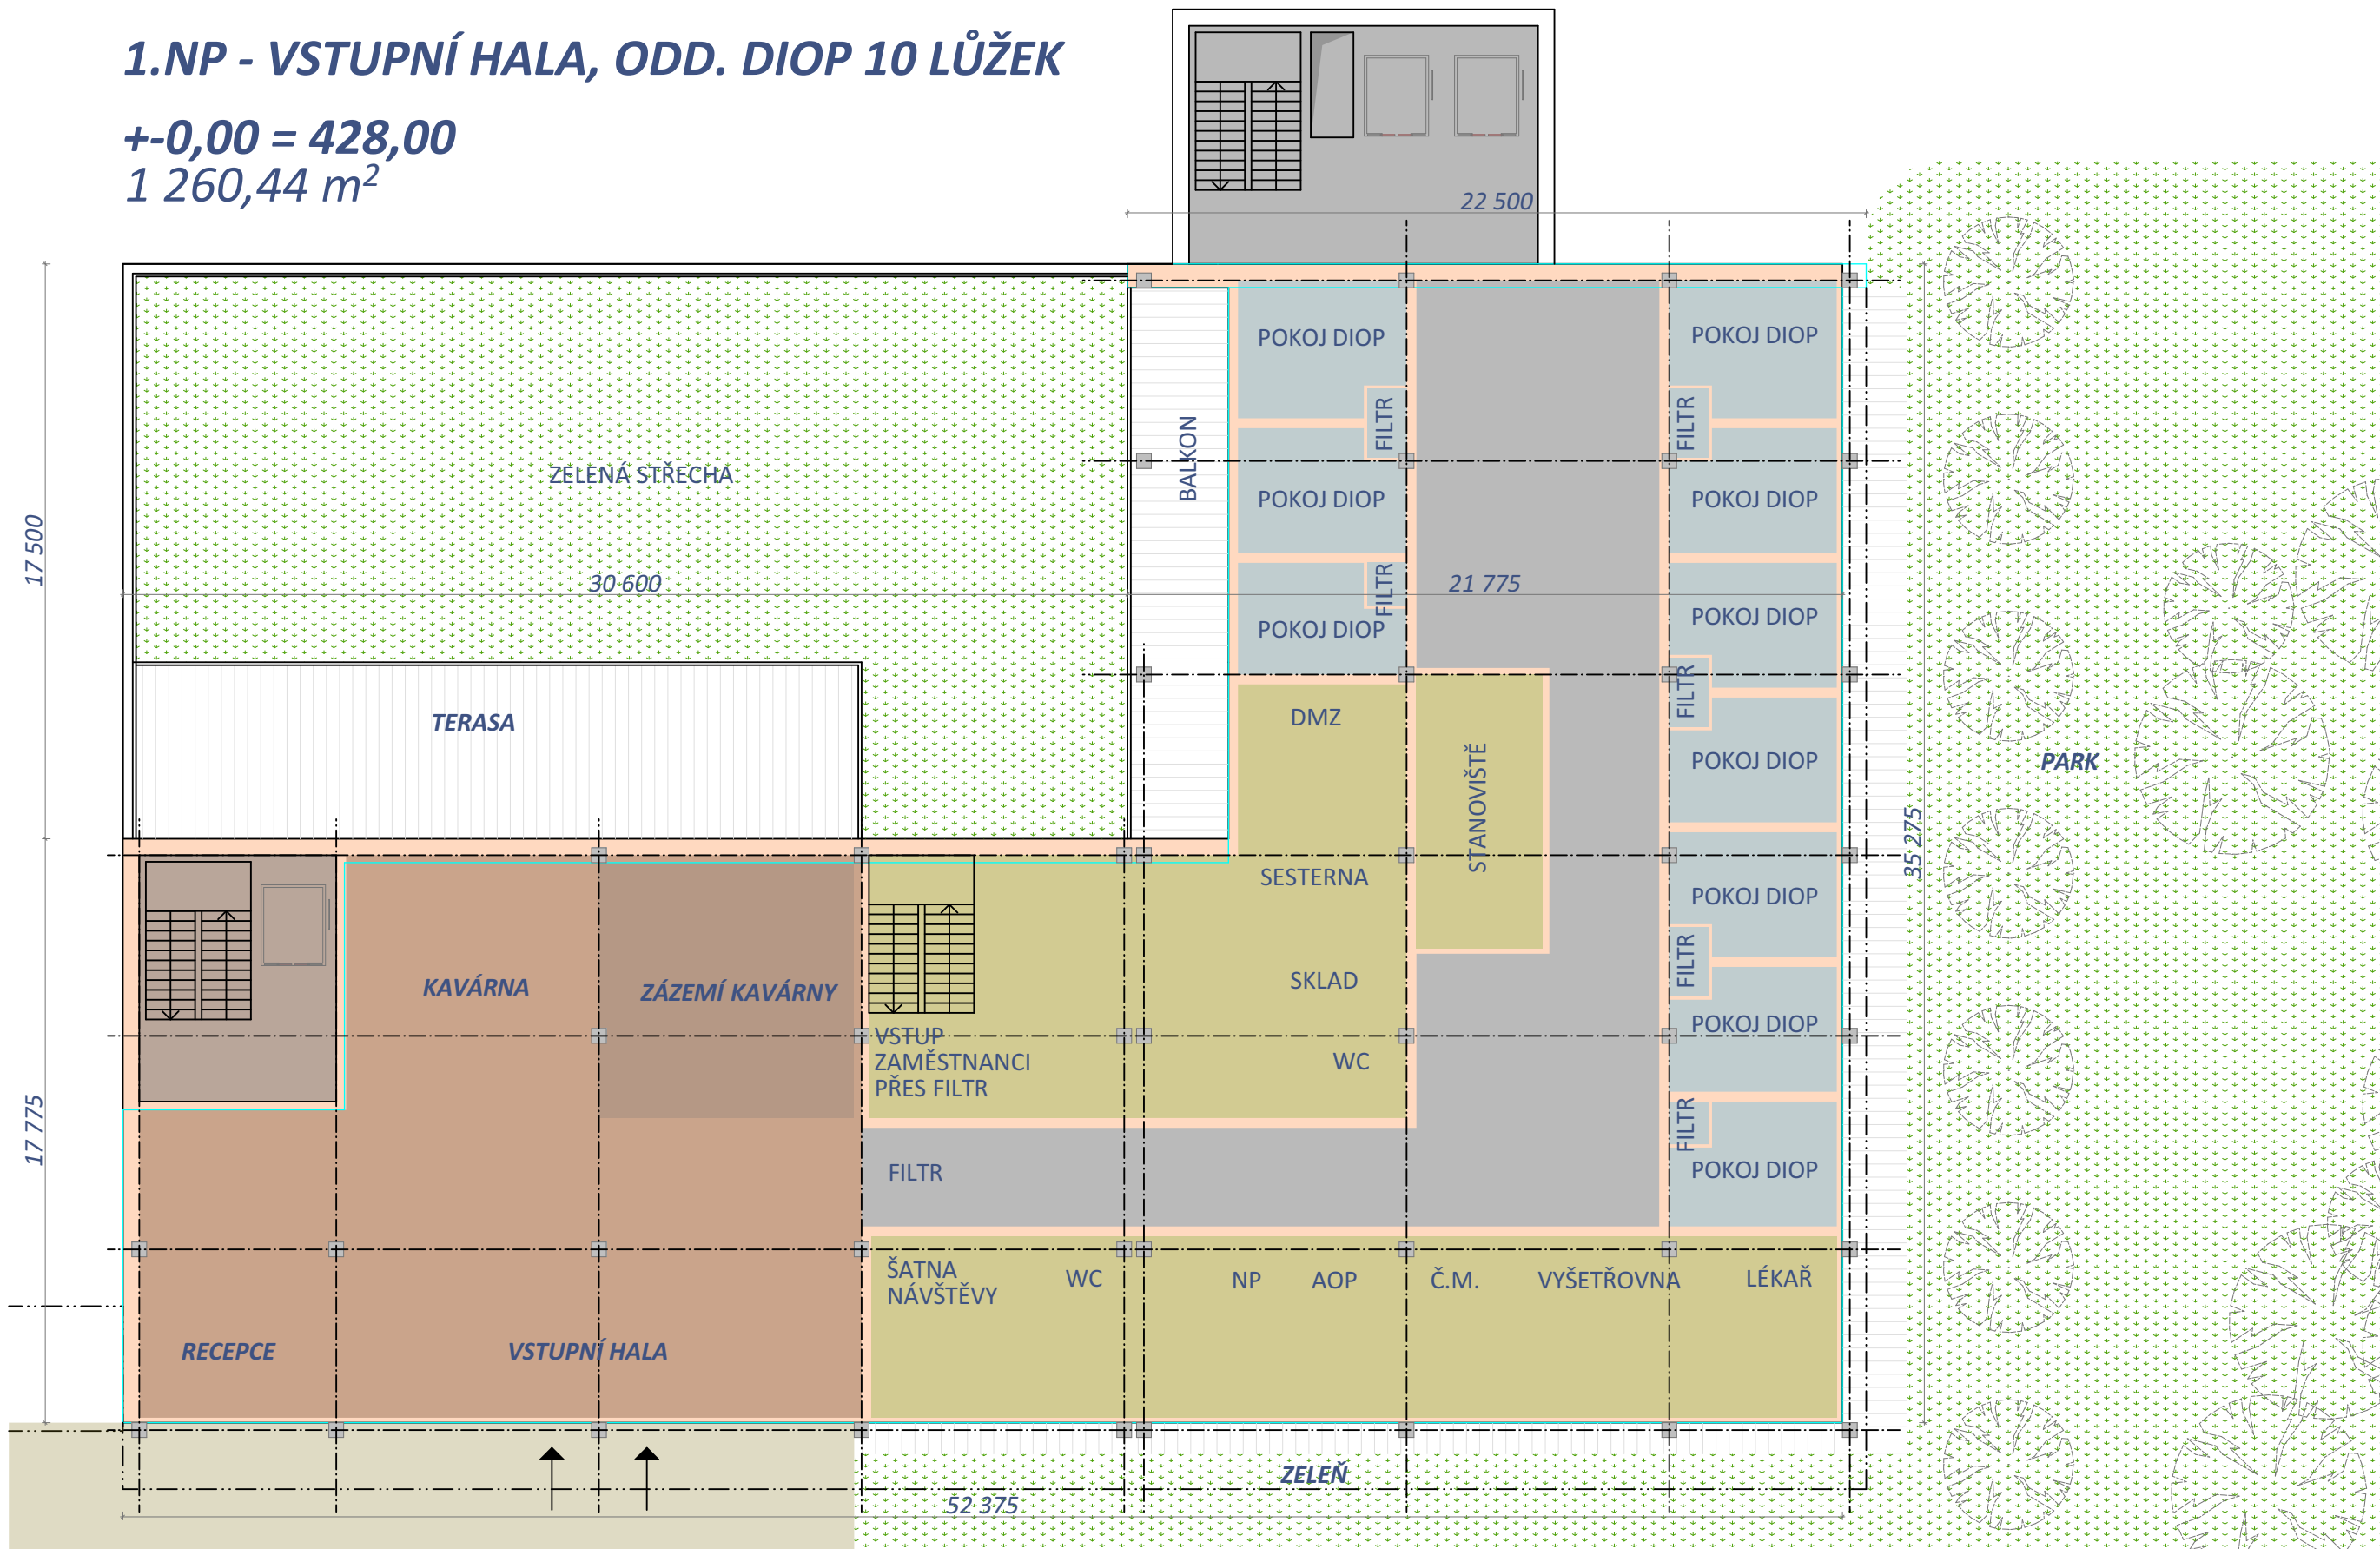 1.NP - VSTUPNÍ HALA, ODD. DIOP 10 LŮŽEK
+-0,00 = 428,00
1 260,44 m²
22 500
POKOJ DIOP
POKOJ DIOP
FILTR
FILTR
BALKON
ZELENÁ STŘECHA
POKOJ DIOP
POKOJ DIOP
17 500
30 600
FILTR
21 775
POKOJ DIOP
POKOJ DIOP
FILTR
TERASA
DMZ
STANOVIŠTĚ
POKOJ DIOP
PARK
35 275
SESTERNA
POKOJ DIOP
KAVÁRNA
ZÁZEMÍ KAVÁRNY
SKLAD
FILTR
POKOJ DIOP
VSTUP
ZAMĚSTNANCI
PŘES FILTR
WC
17 775
FILTR
FILTR
POKOJ DIOP
ŠATNA
NÁVŠTĚVY
WC
NP
AOP
Č.M.
VYŠETŘOVNA
LÉKAŘ
RECEPCE
VSTUPNÍ HALA
ZELEŇ
52 375